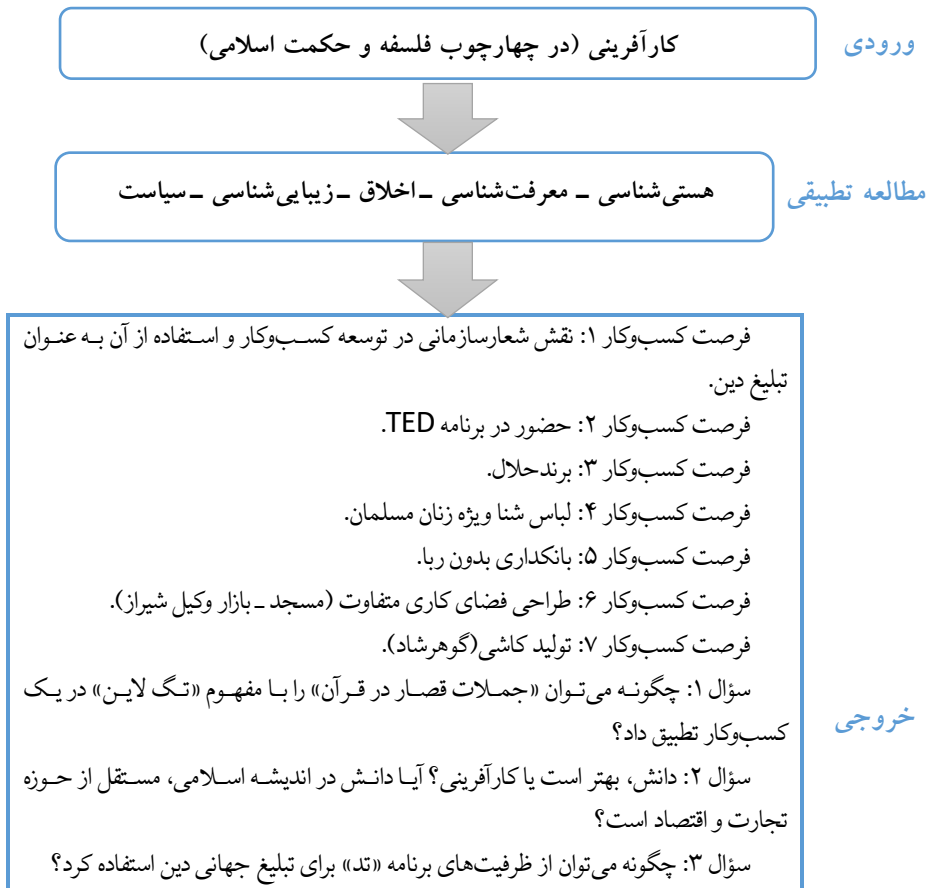 ورودی
کارآفرینی (در چهارچوب فلسفه و حکمت اسلامی)
مطالعه تطبیقی
هستی‌شناسی ـ معرفت‌شناسی ـ اخلاق ـ زیبایی‌شناسی ـ سیاست
خروجی
فرصت کسب‌وکار ۱: نقش شعارسازمانی در توسعه کسب‌وکار و استفاده از آن به عنوان
تبلیغ دین.
فرصت کسب‌وکار ۲: حضور در برنامه TED.
فرصت کسب‌وکار ۳: برندحلال.
فرصت کسب‌وکار ۴: لباس شنا ویژه زنان مسلمان.
فرصت کسب‌وکار ۵: بانکداری بدون ربا.
فرصت کسب‌وکار ۶: طراحی فضای کاری متفاوت (مسجد ـ بازار وکیل شیراز).
فرصت کسب‌وکار ۷: تولید کاشی(گوهرشاد).
سؤال ۱: چگونه می‌توان «جملات قصار در قرآن» را با مفهوم «تگ لاین» در یک
کسب‌وکار تطبیق داد؟
سؤال ۲: دانش، بهتر است یا کارآفرینی؟ آیا دانش در اندیشه اسلامی، مستقل از حوزه
تجارت و اقتصاد است؟
سؤال ۳: چگونه می‌توان از ظرفیت‌های برنامه «تد» برای تبلیغ جهانی دین استفاده کرد؟